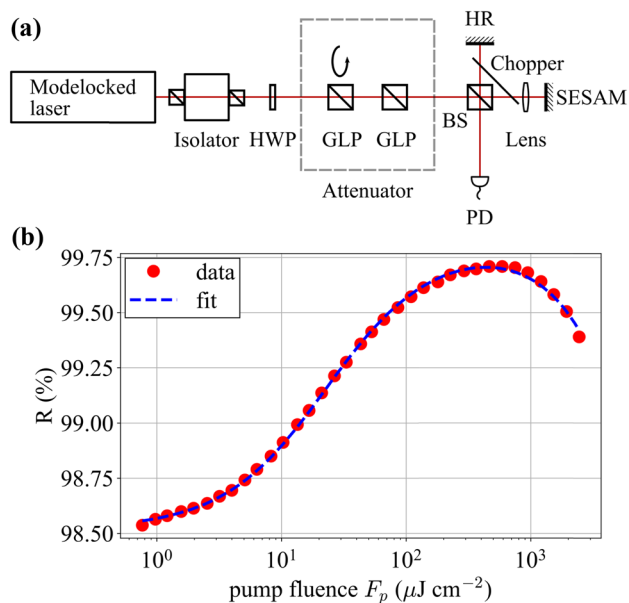 (a)
HR
Modelocked
laser
Chopper
SESAM
Isolator
HWP
GLP
GLP
BS
Lens
Attenuator
PD
(b)
99.75
data
fit
99.50
99.25
99.00
98.75
98.50
R (%)
10⁰
10¹
10²
10³
pump fluence Fₚ (μJ cm⁻²)